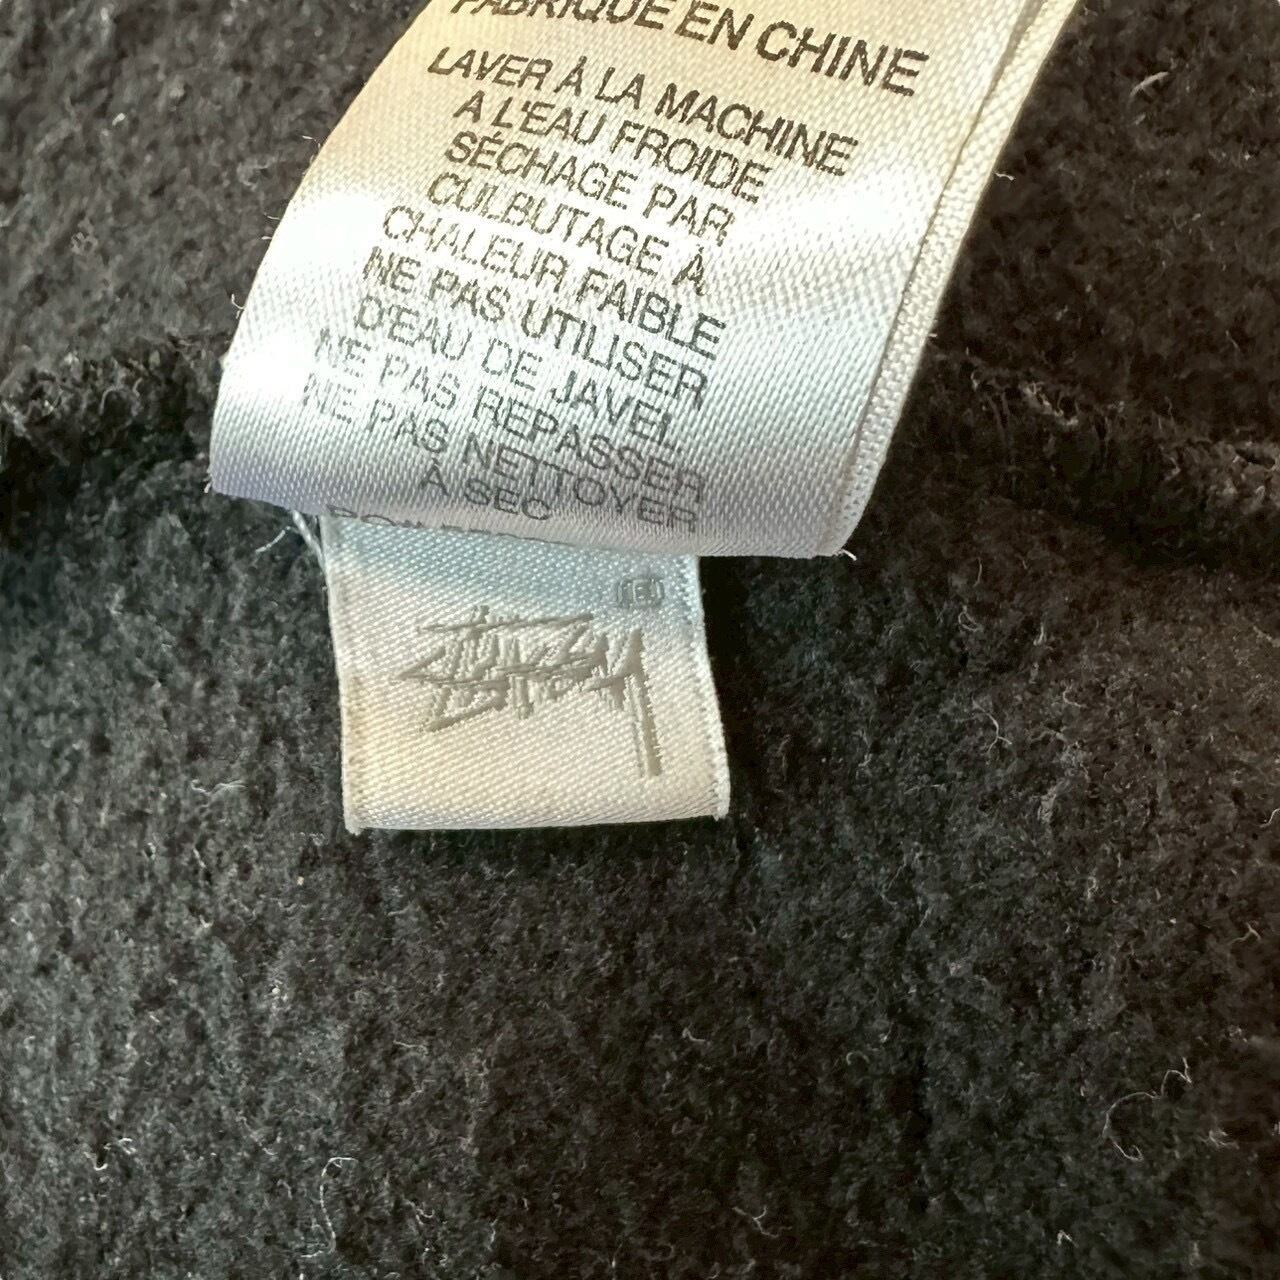 FABRIQUÉ EN CHINE
LAVER À LA MACHINE
A L'EAU FROIDE
SÉCHAGE PAR
CULBUTAGE À
CHALEUR FAIBLE
NE PAS UTILISER
D'EAU DE JAVEL
NE PAS REPASSER
NE PAS NETTOYER
À SEC
Stüssy